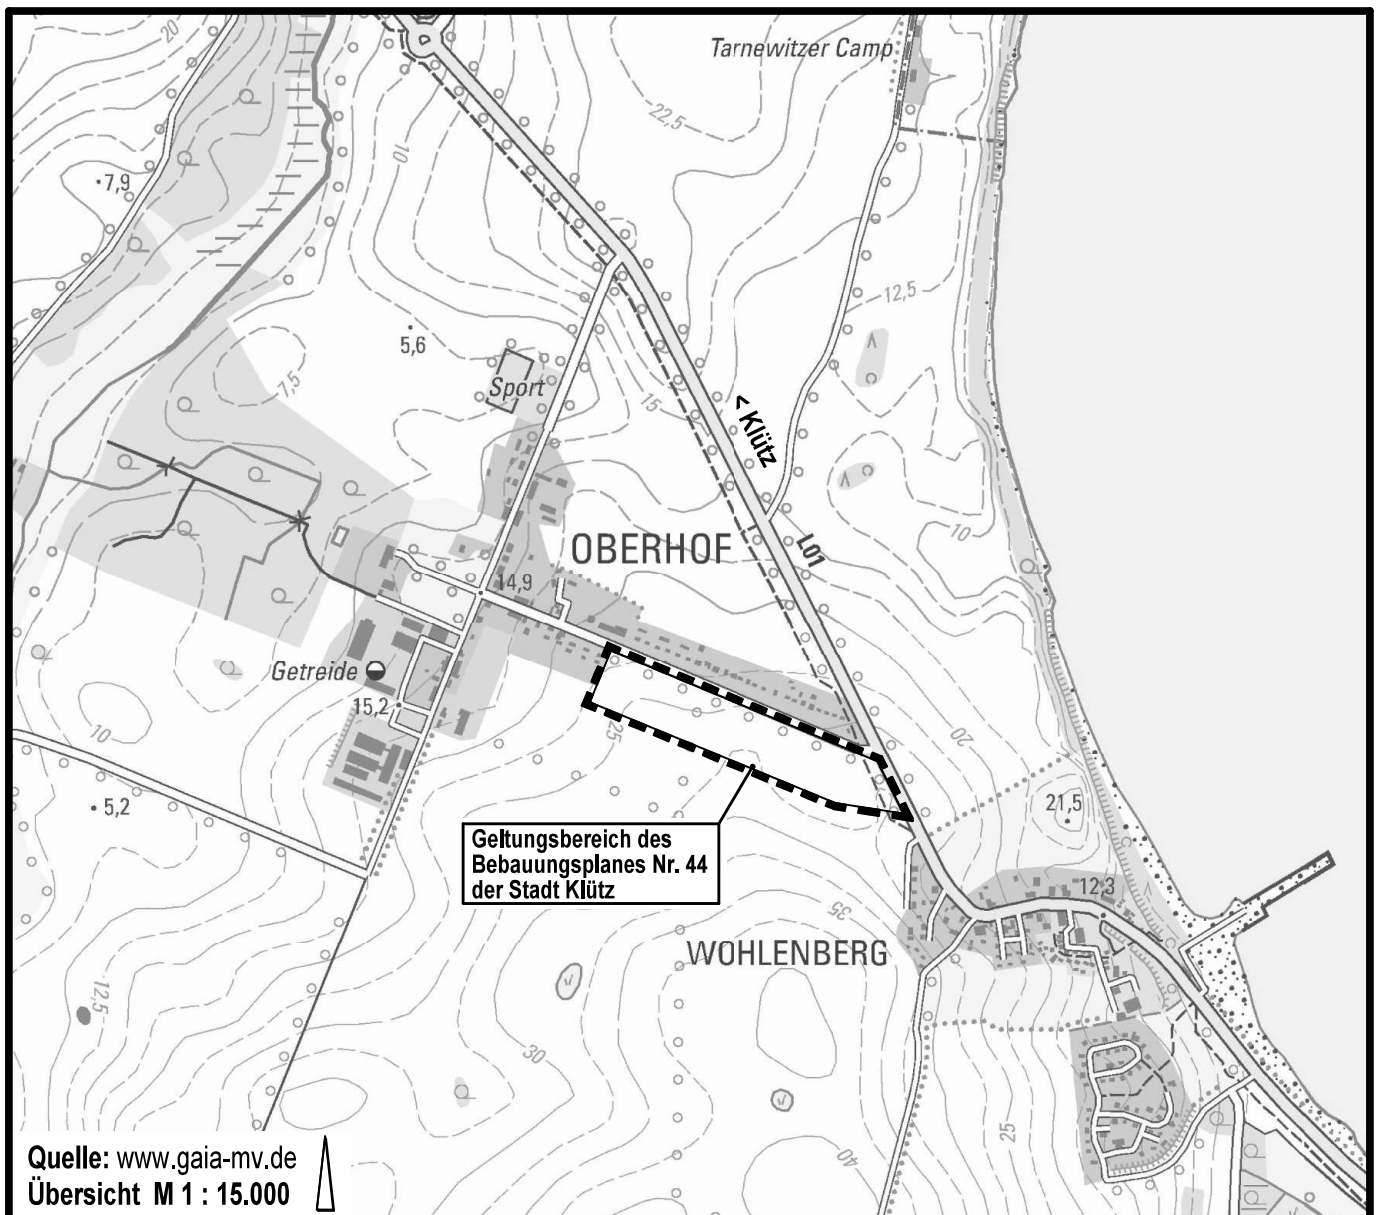 Tarnewitzer Camp
20
22,5
10
7,9
12,5
5,6
7,5
Sport
15
< Klütz
10
OBERHOF
L01
14,9
Getreide
15,2
10
25
20
5,2
21,5
Geltungsbereich des
Bebauungsplanes Nr. 44
der Stadt Klütz
12,3
35
WOHLENBERG
12,5
30
25
40
Quelle: www.gaia-mv.de
Übersicht M 1 : 15.000